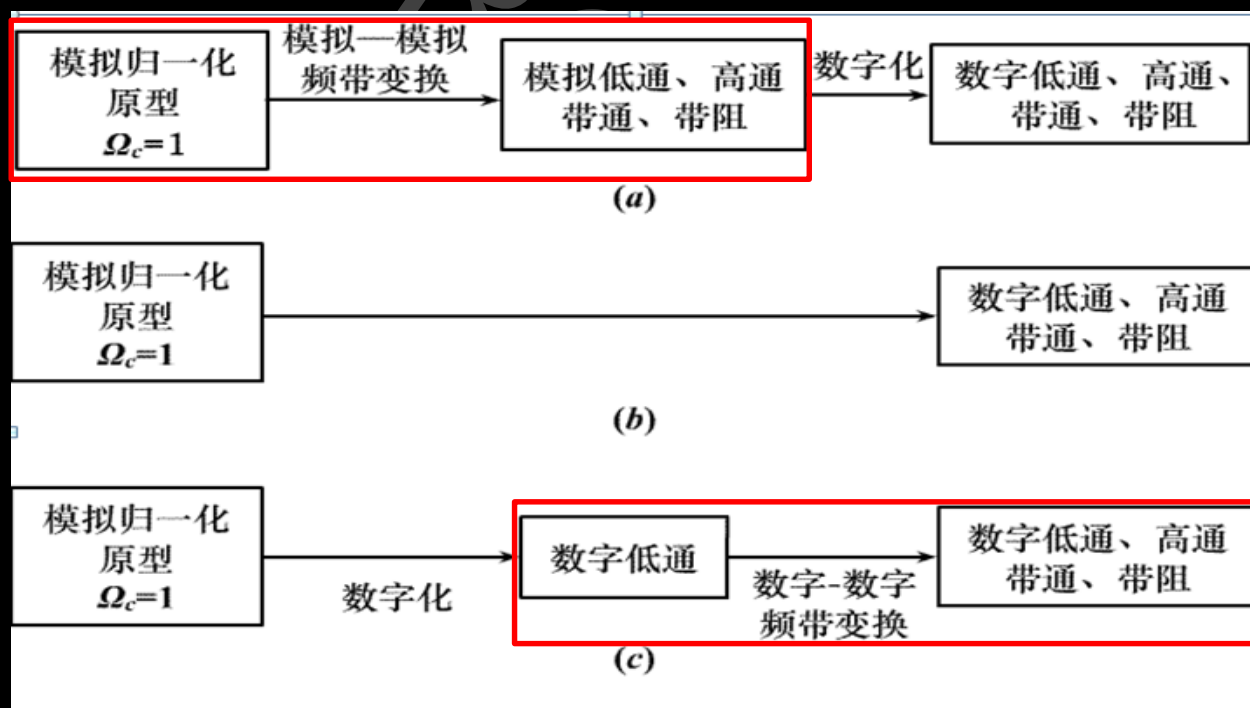 模拟归一化
原型
Ωc=1
模拟—模拟
频带变换
模拟低通、高通
带通、带阻
数字化
数字低通、高通、
带通、带阻
(a)
模拟归一化
原型
Ωc=1
数字低通、高通
带通、带阻
(b)
模拟归一化
原型
Ωc=1
数字化
数字低通
数字-数字
频带变换
数字低通、高通
带通、带阻
(c)